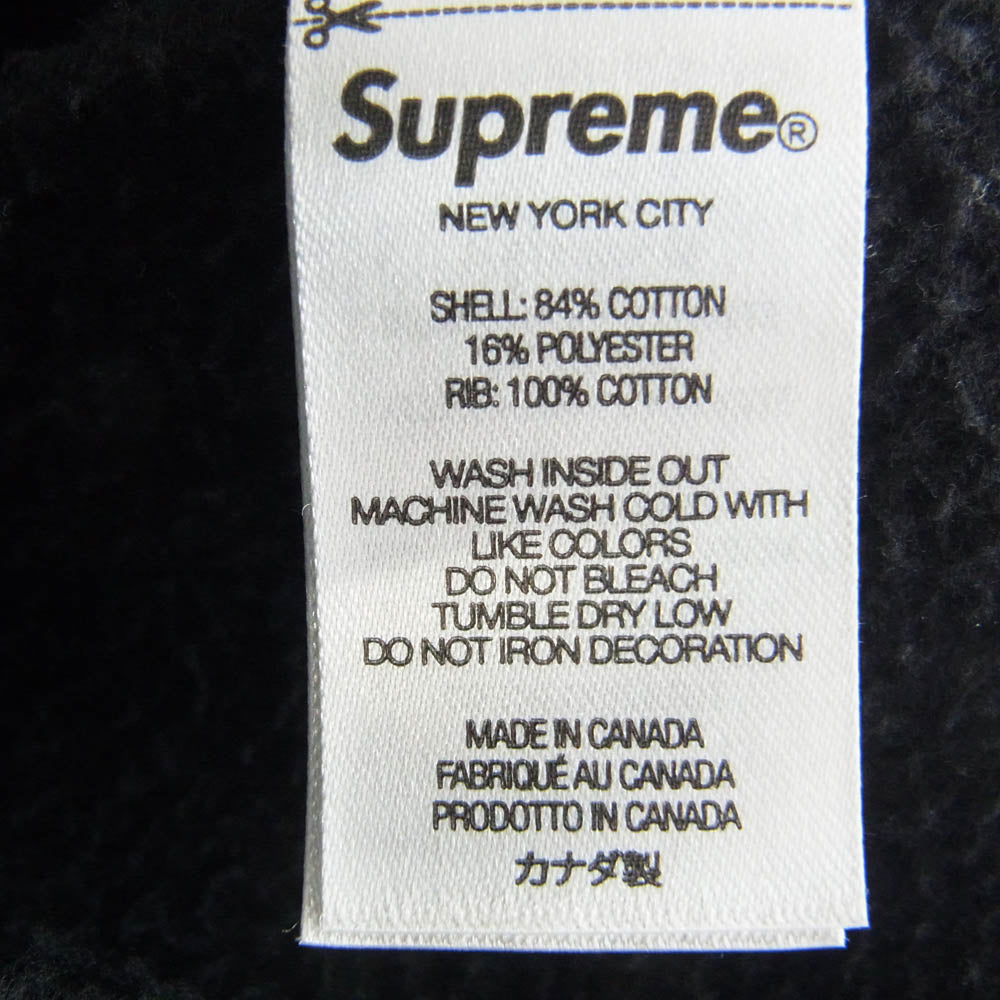 Supreme®
NEW YORK CITY
SHELL: 84% COTTON
16% POLYESTER
RIB: 100% COTTON
WASH INSIDE OUT
MACHINE WASH COLD WITH
LIKE COLORS
DO NOT BLEACH
TUMBLE DRY LOW
DO NOT IRON DECORATION
MADE IN CANADA
FABRIQUÉ AU CANADA
PRODOTTO IN CANADA
カナダ製